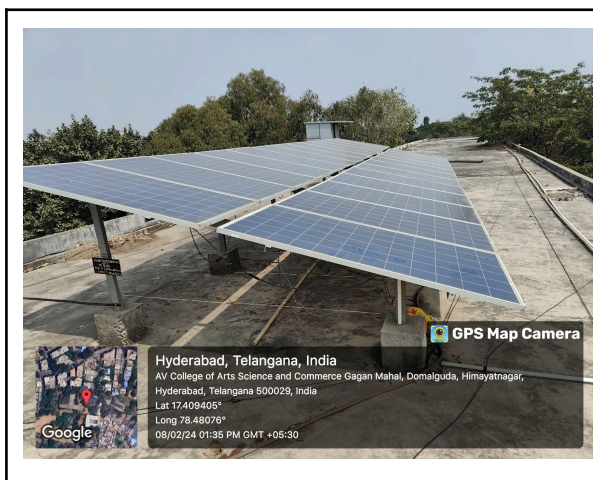 GPS Map Camera
Hyderabad, Telangana, India
AV College of Arts Science and Commerce Gagan Mahal, Domalguda, Himayatnagar,
Hyderabad, Telangana 500029, India
Lat 17.409405°
Long 78.48076°
08/02/24 01:35 PM GMT +05:30
Google